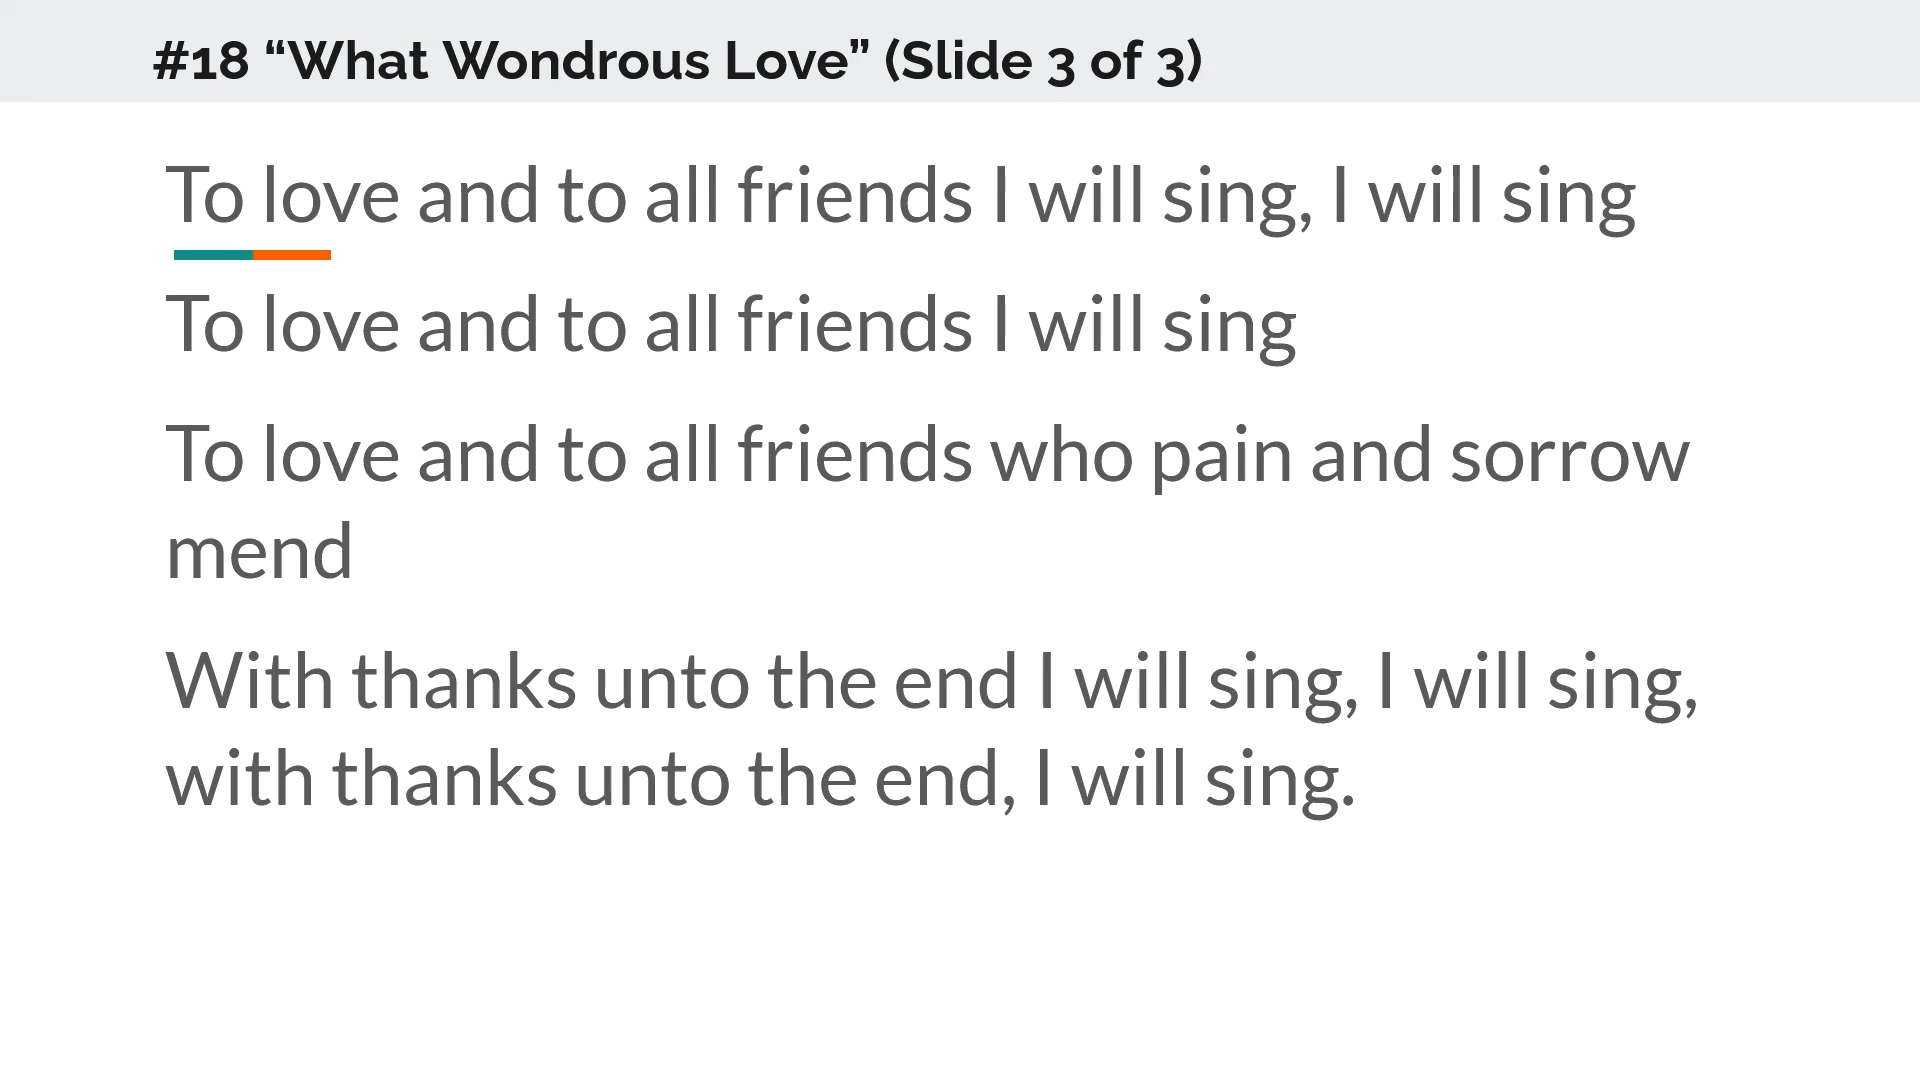 #18 “What Wondrous Love” (Slide 3 of 3)
To love and to all friends I will sing, I will sing
To love and to all friends I will sing
To love and to all friends who pain and sorrow
mend
With thanks unto the end I will sing, I will sing,
with thanks unto the end, I will sing.